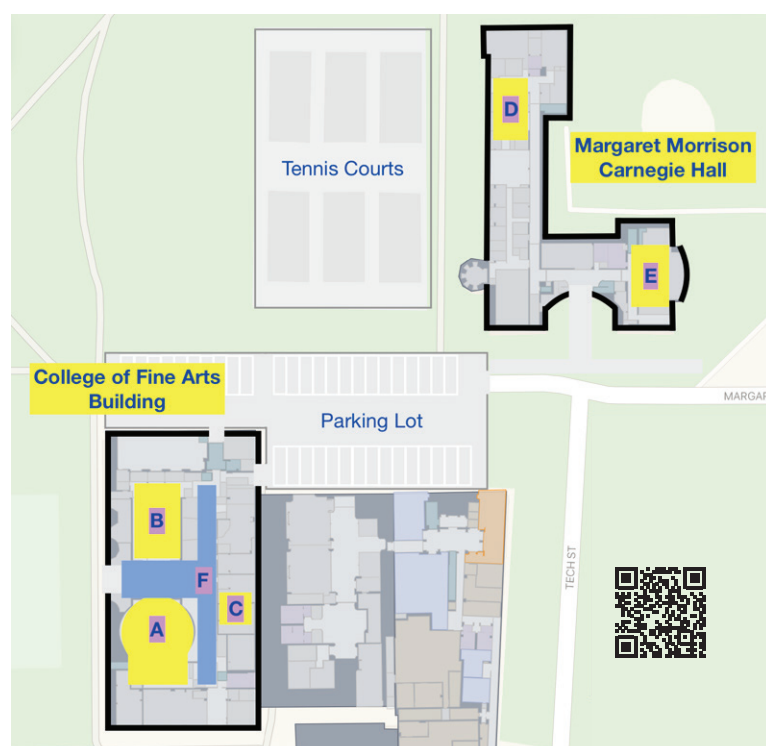 D
Margaret Morrison
Carnegie Hall
Tennis Courts
E
College of Fine Arts
Building
Parking Lot
MARGAR
B
F
C
A
TECH ST